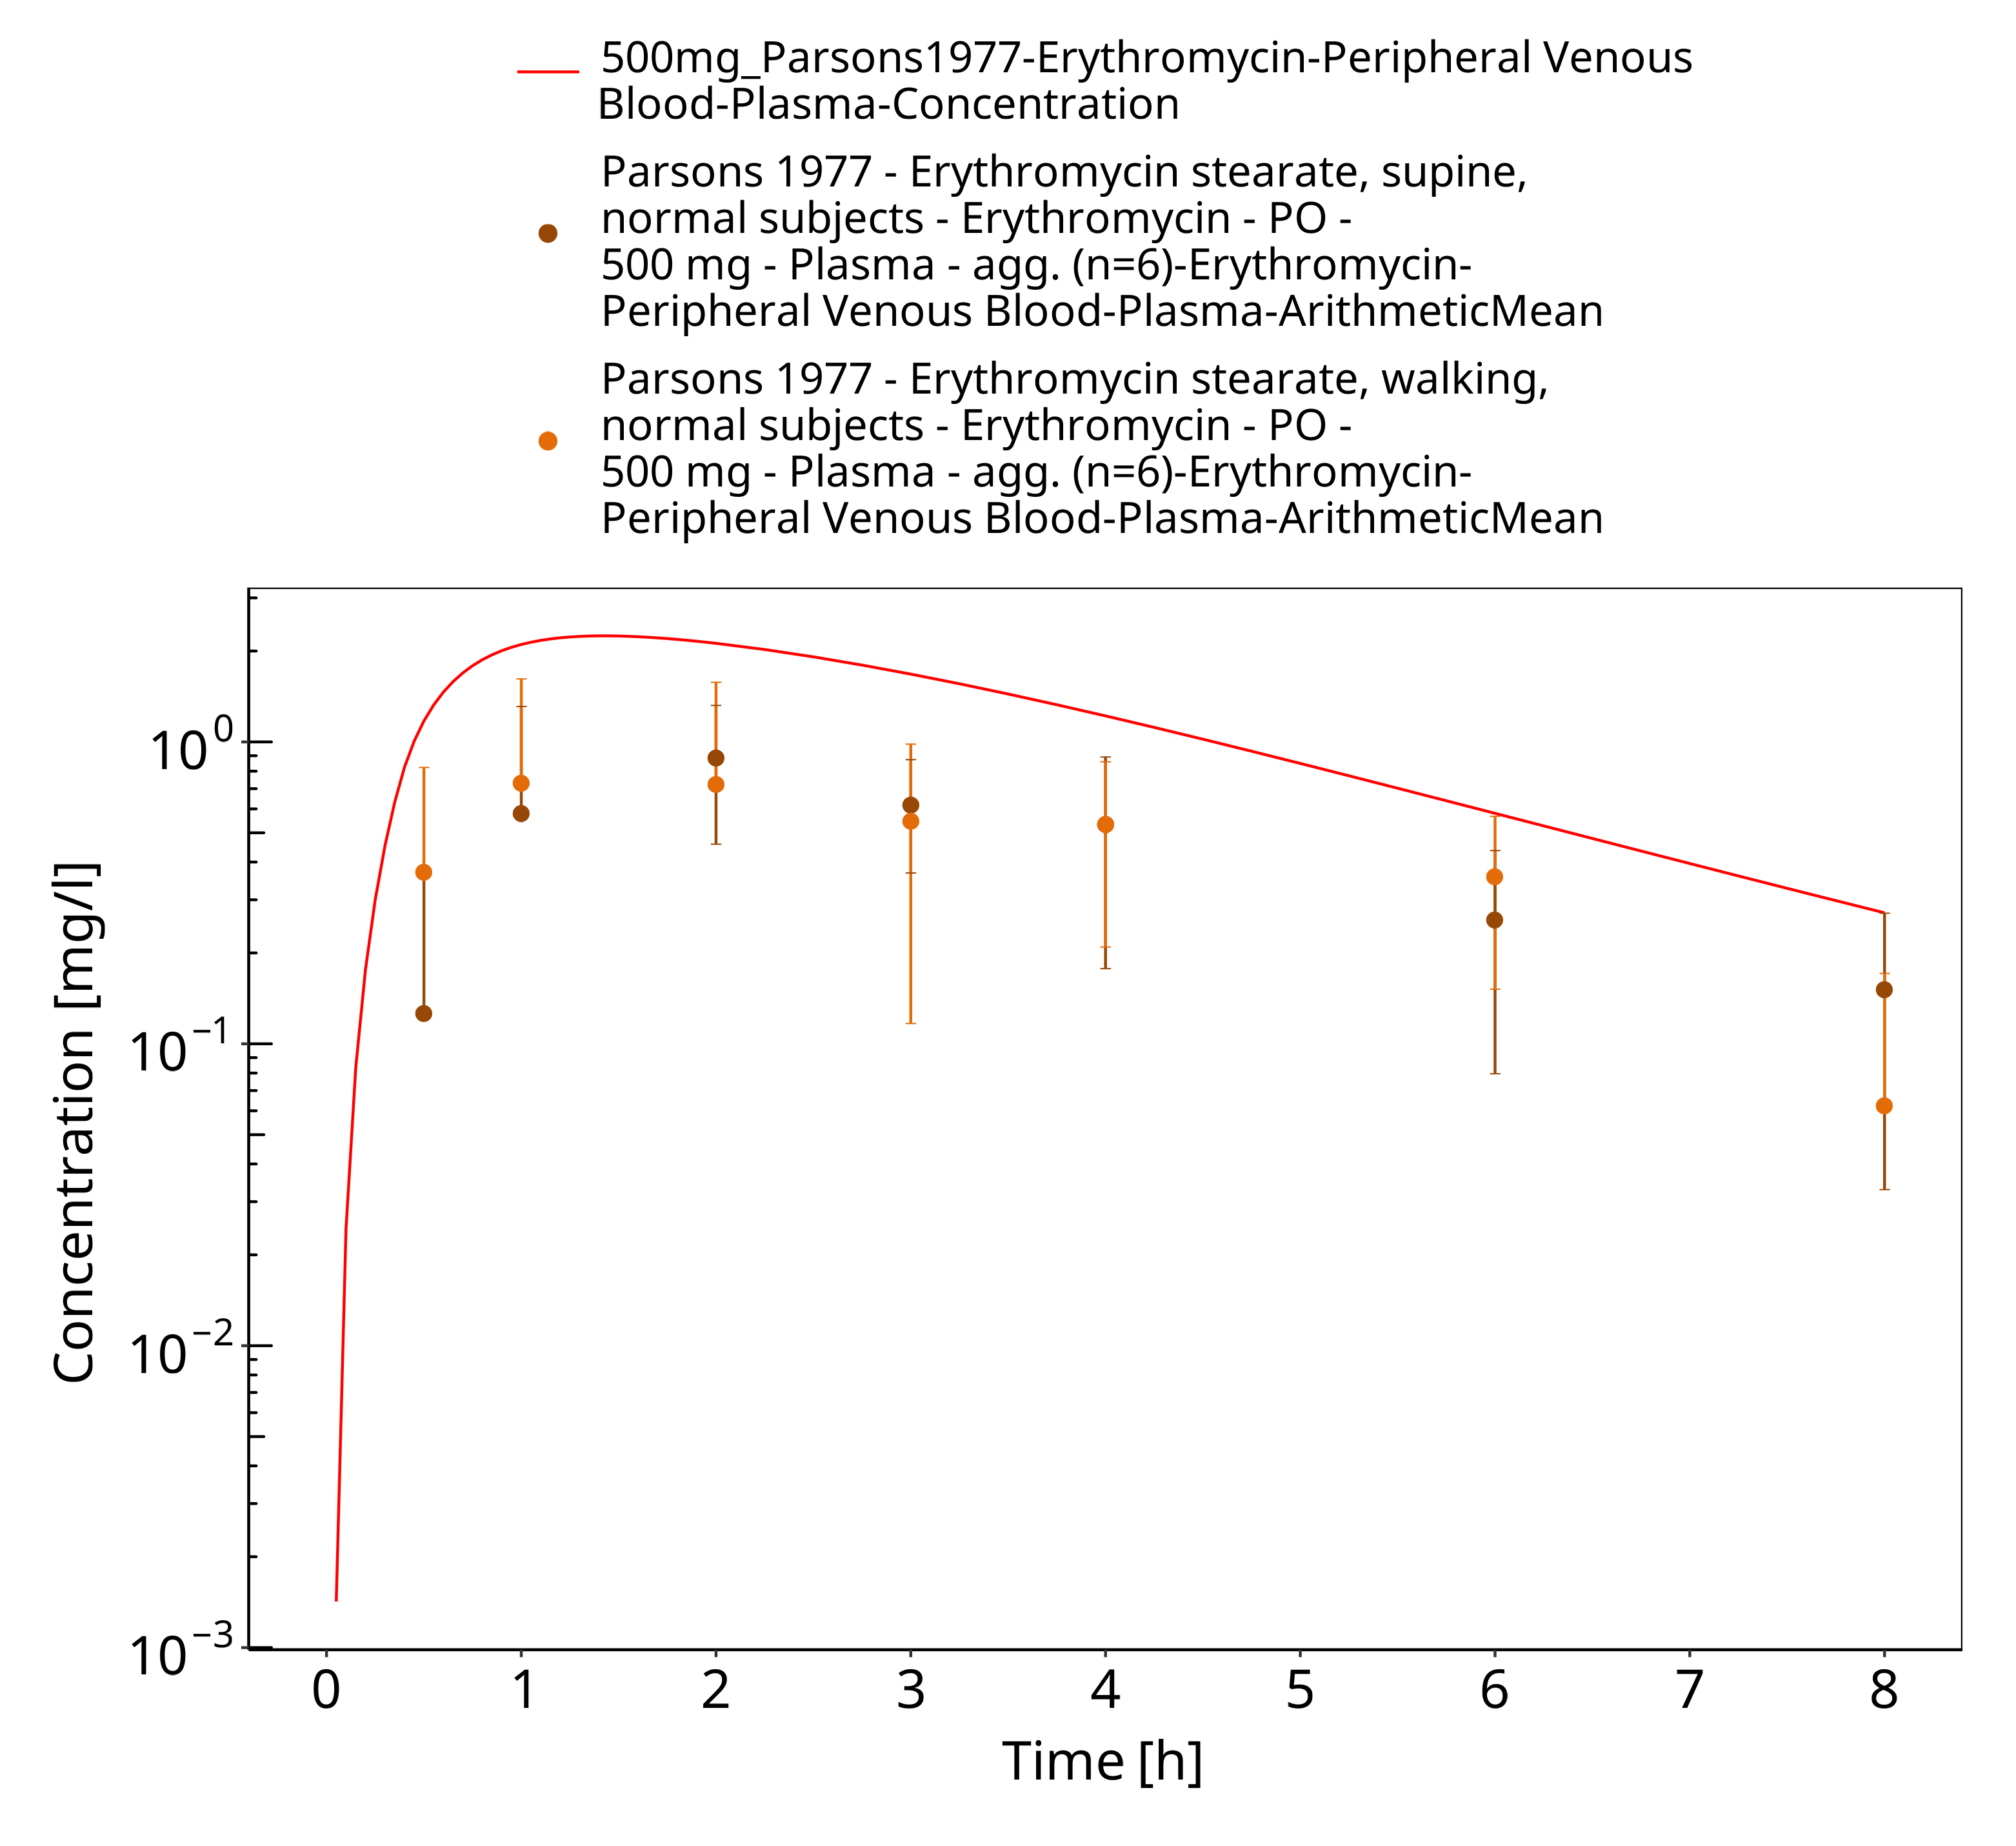 500mg_Parsons1977-Erythromycin-Peripheral Venous
Blood-Plasma-Concentration
Parsons 1977 - Erythromycin stearate, supine,
normal subjects - Erythromycin - PO -
500 mg - Plasma - agg. (n=6)-Erythromycin-
Peripheral Venous Blood-Plasma-ArithmeticMean
Parsons 1977 - Erythromycin stearate, walking,
normal subjects - Erythromycin - PO -
500 mg - Plasma - agg. (n=6)-Erythromycin-
Peripheral Venous Blood-Plasma-ArithmeticMean
Concentration [mg/l]
10⁰
10⁻¹
10⁻²
10⁻³
0 1 2 3 4 5 6 7 8
Time [h]